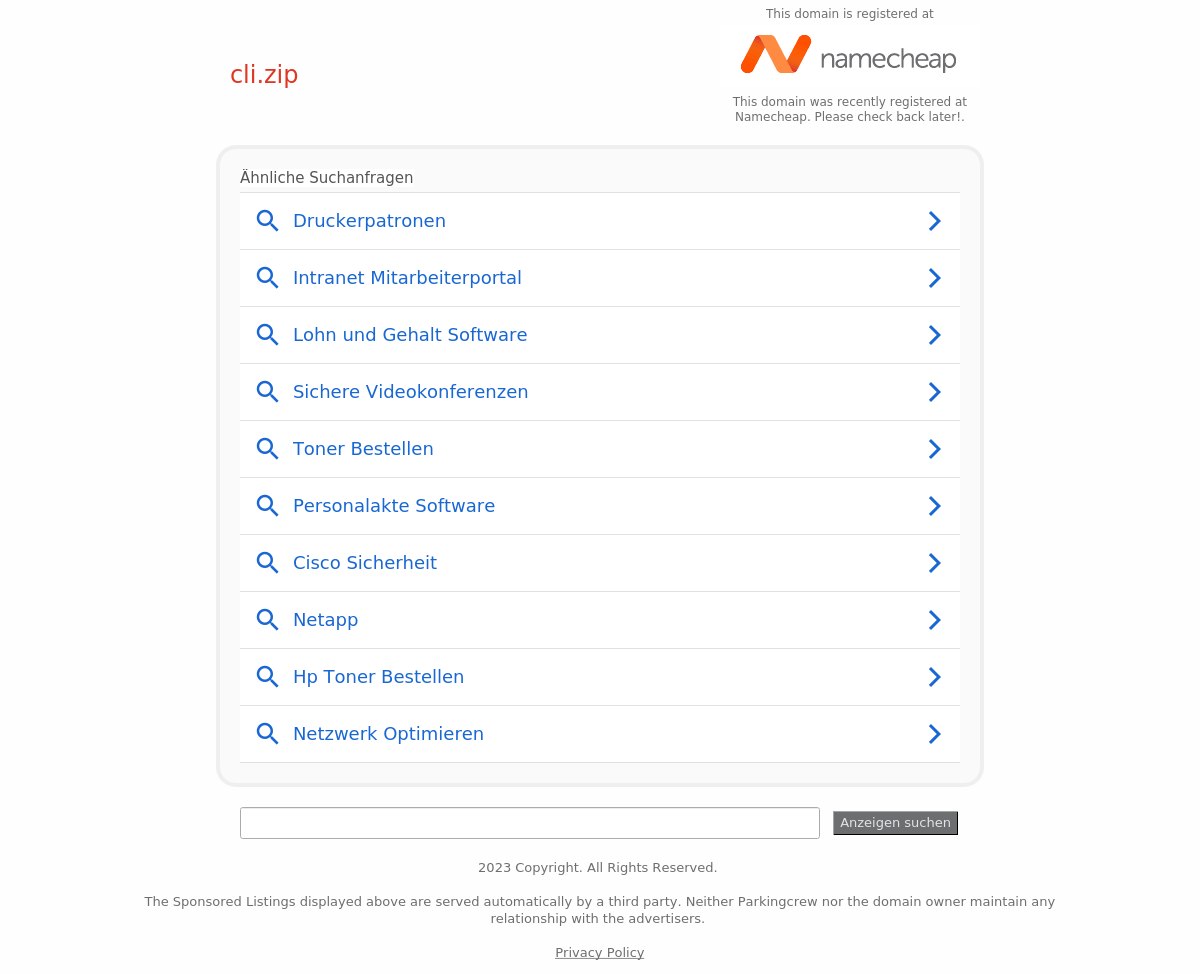 This domain is registered at
namecheap
cli.zip
This domain was recently registered at
Namecheap. Please check back later!.
Ähnliche Suchanfragen
Druckerpatronen
Intranet Mitarbeiterportal
Lohn und Gehalt Software
Sichere Videokonferenzen
Toner Bestellen
Personalakte Software
Cisco Sicherheit
Netapp
Hp Toner Bestellen
Netzwerk Optimieren
Anzeigen suchen
2023 Copyright. All Rights Reserved.
The Sponsored Listings displayed above are served automatically by a third party. Neither Parkingcrew nor the domain owner maintain any
relationship with the advertisers.
Privacy Policy